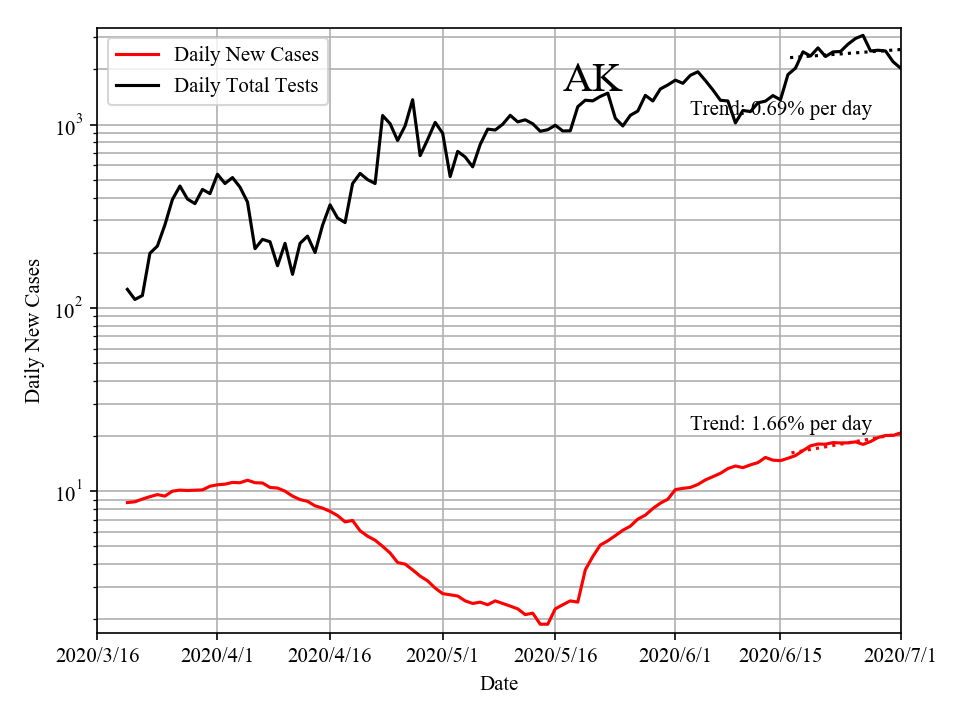 Daily New Cases
Daily Total Tests
AK
Trend: 0.69% per day
Trend: 1.66% per day
10³
10²
10¹
Daily New Cases
2020/3/16 2020/4/1 2020/4/16 2020/5/1 2020/5/16 2020/6/1 2020/6/15 2020/7/1
Date